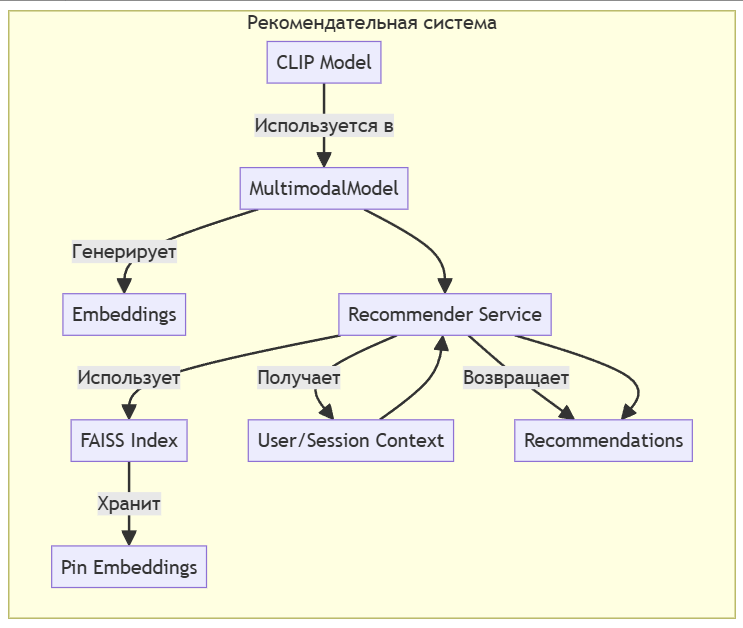 Рекомендательная система
CLIP Model
Используется в
MultimodalModel
Генерирует
Embeddings
Recommender Service
Использует
Получает
Возвращает
FAISS Index
User/Session Context
Recommendations
Хранит
Pin Embeddings